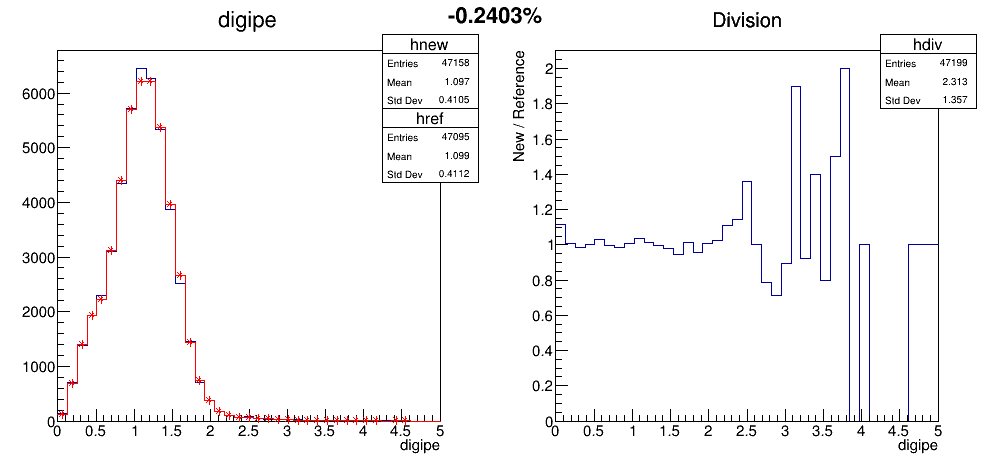 -0.2403%
digipe
hnew
Entries 47158
Mean 1.097
Std Dev 0.4105
href
Entries 47095
Mean 1.099
Std Dev 0.4112
6000
5000
4000
3000
2000
1000
0
0 0.5 1 1.5 2 2.5 3 3.5 4 4.5 5
digipe
Division
hdiv
Entries 47199
Mean 2.313
Std Dev 1.357
New / Reference
2
1.8
1.6
1.4
1.2
1
0.8
0.6
0.4
0.2
0
0 0.5 1 1.5 2 2.5 3 3.5 4 4.5 5
digipe